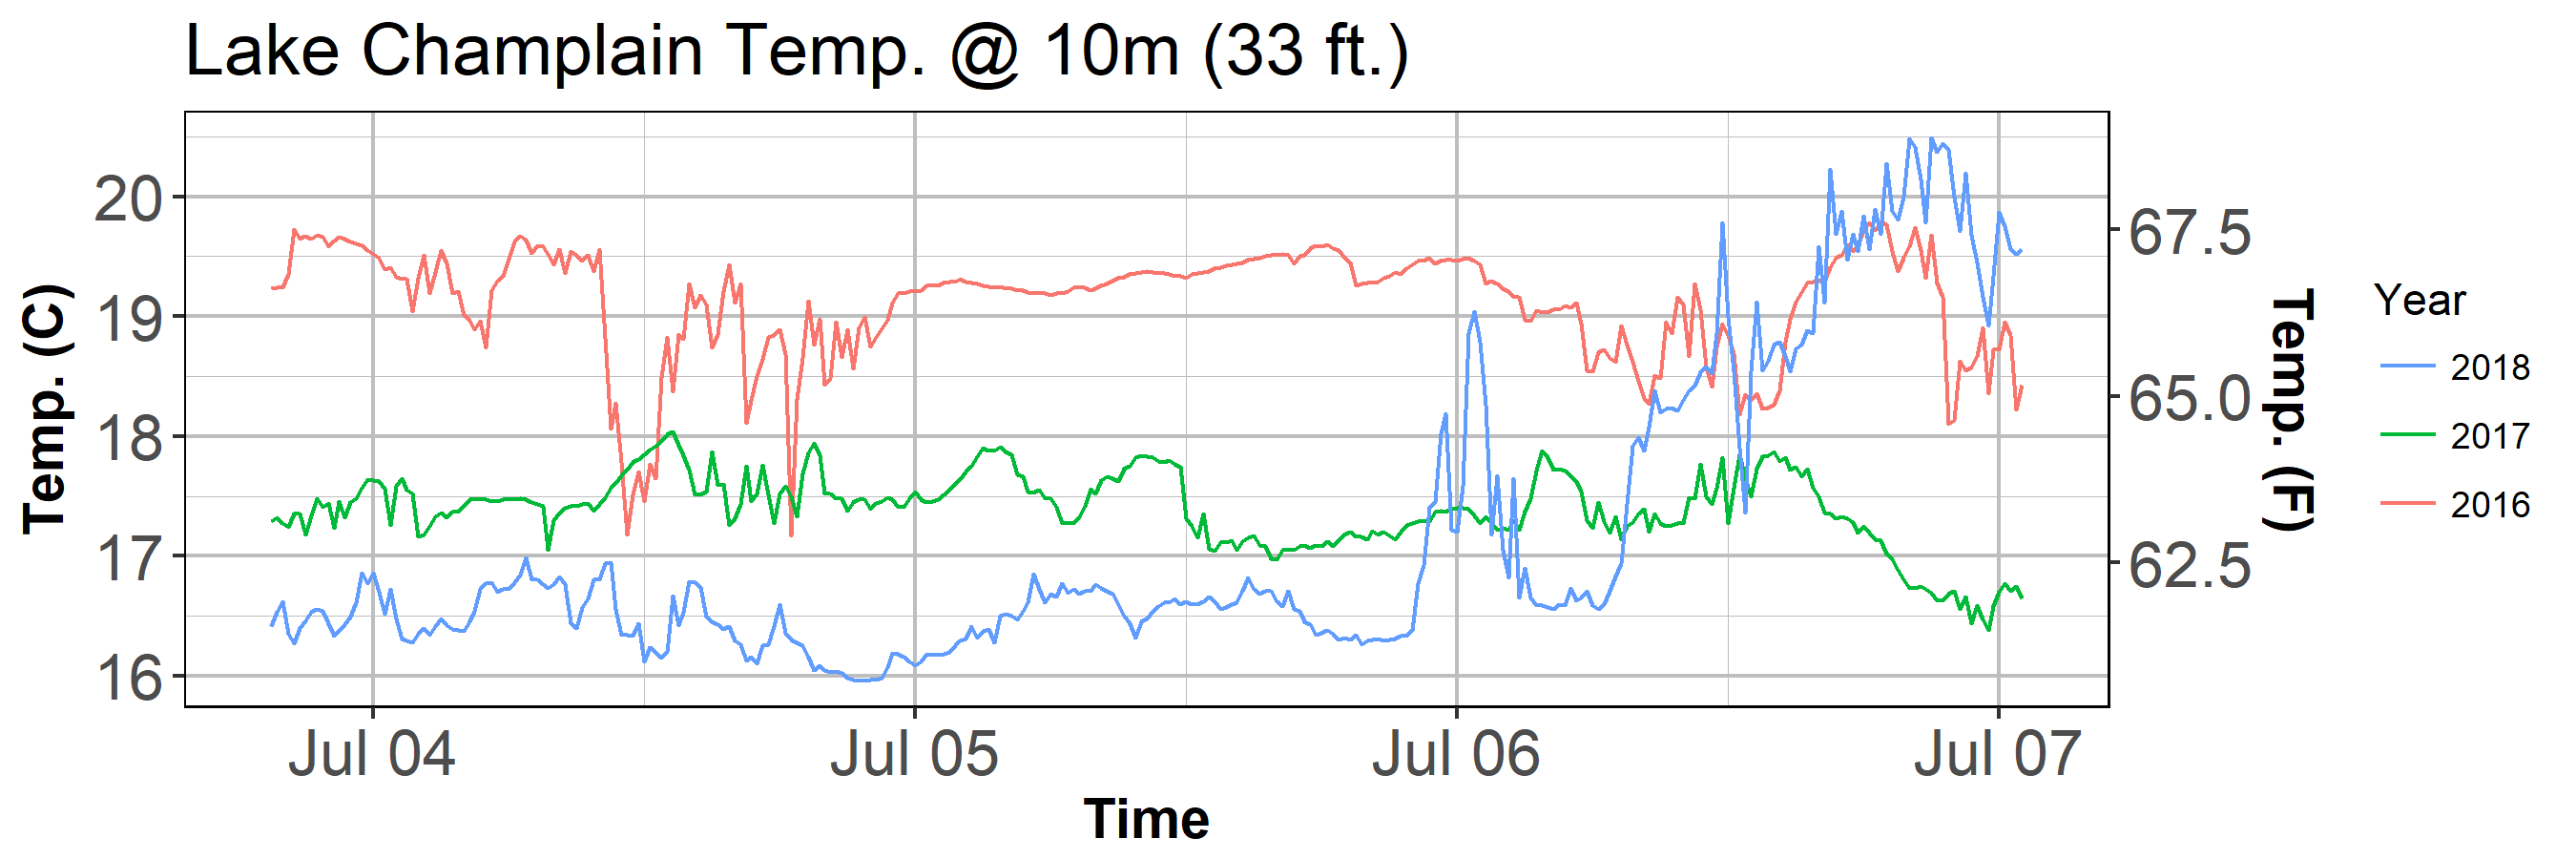 Lake Champlain Temp. @ 10m (33 ft.)
Temp. (C)
20
19
18
17
16
67.5
65.0
62.5
Temp. (F)
Jul 04
Jul 05
Jul 06
Jul 07
Time
Year
2018
2017
2016